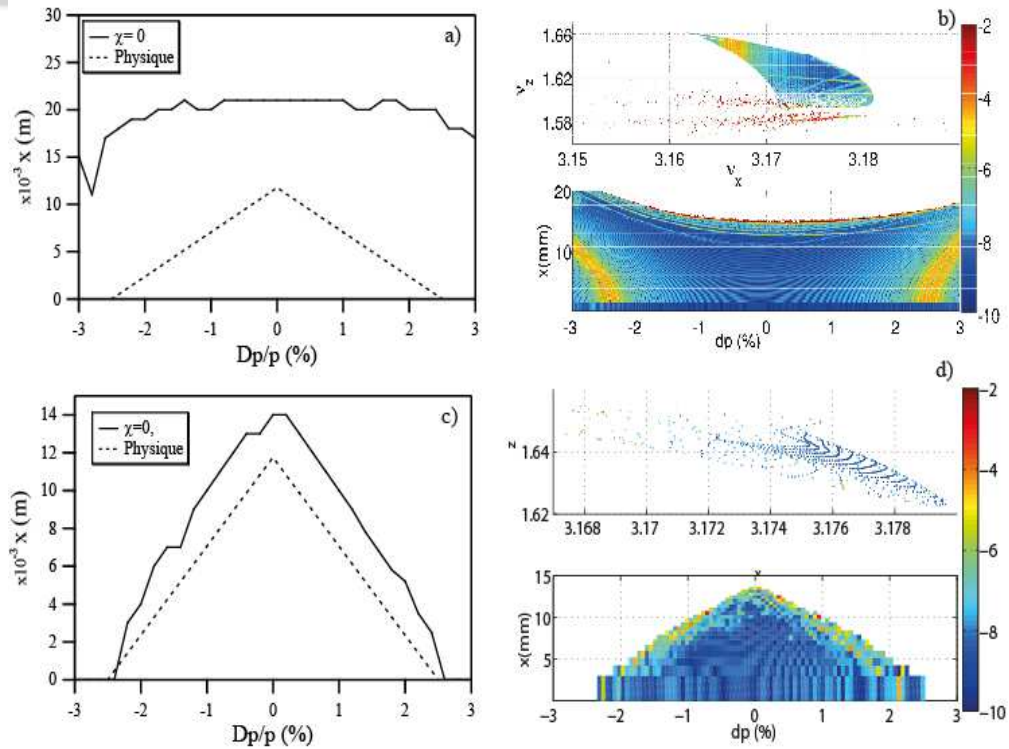 30
25
20
15
10
5
0
x10⁻³ x (m)
χ= 0
Physique
a)
-3 -2 -1 0 1 2 3
Dp/p (%)
b)
1.66
1.62
1.58
ν_z
3.15 3.16 3.17 3.18
ν_x
20
10
x(mm)
-3 -2 -1 0 1 2 3
dp (%)
-2
-4
-6
-8
-10
14
12
10
8
6
4
2
0
x10⁻³ x (m)
χ=0,
Physique
c)
-3 -2 -1 0 1 2 3
Dp/p (%)
d)
1.64
1.62
z
3.168 3.17 3.172 3.174 3.176 3.178
x
15
10
5
x(mm)
−3 −2 −1 0 1 2 3
dp (%)
-2
-4
-6
-8
-10